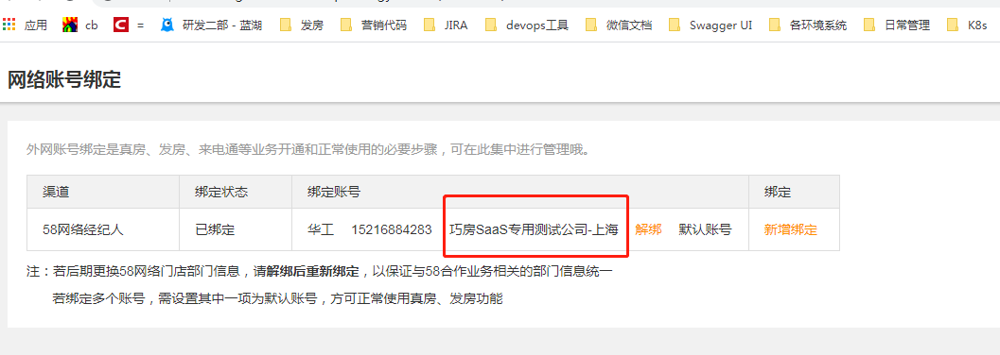 应用 cb = 研发二部 - 蓝湖 发房 营销代码 JIRA devops工具 微信文档 Swagger UI 各环境系统 日常管理 K8s
网络账号绑定
外网账号绑定是真房、发房、来电通等业务开通和正常使用的必要步骤，可在此集中进行管理哦。
渠道 绑定状态 绑定账号 绑定
58网络经纪人 已绑定 华工 15216884283 巧房SaaS专用测试公司-上海 解绑 默认账号 新增绑定
注：若后期更换58网络门店部门信息，请解绑后重新绑定，以保证与58合作业务相关的部门信息统一
若绑定多个账号，需设置其中一项为默认账号，方可正常使用真房、发房功能